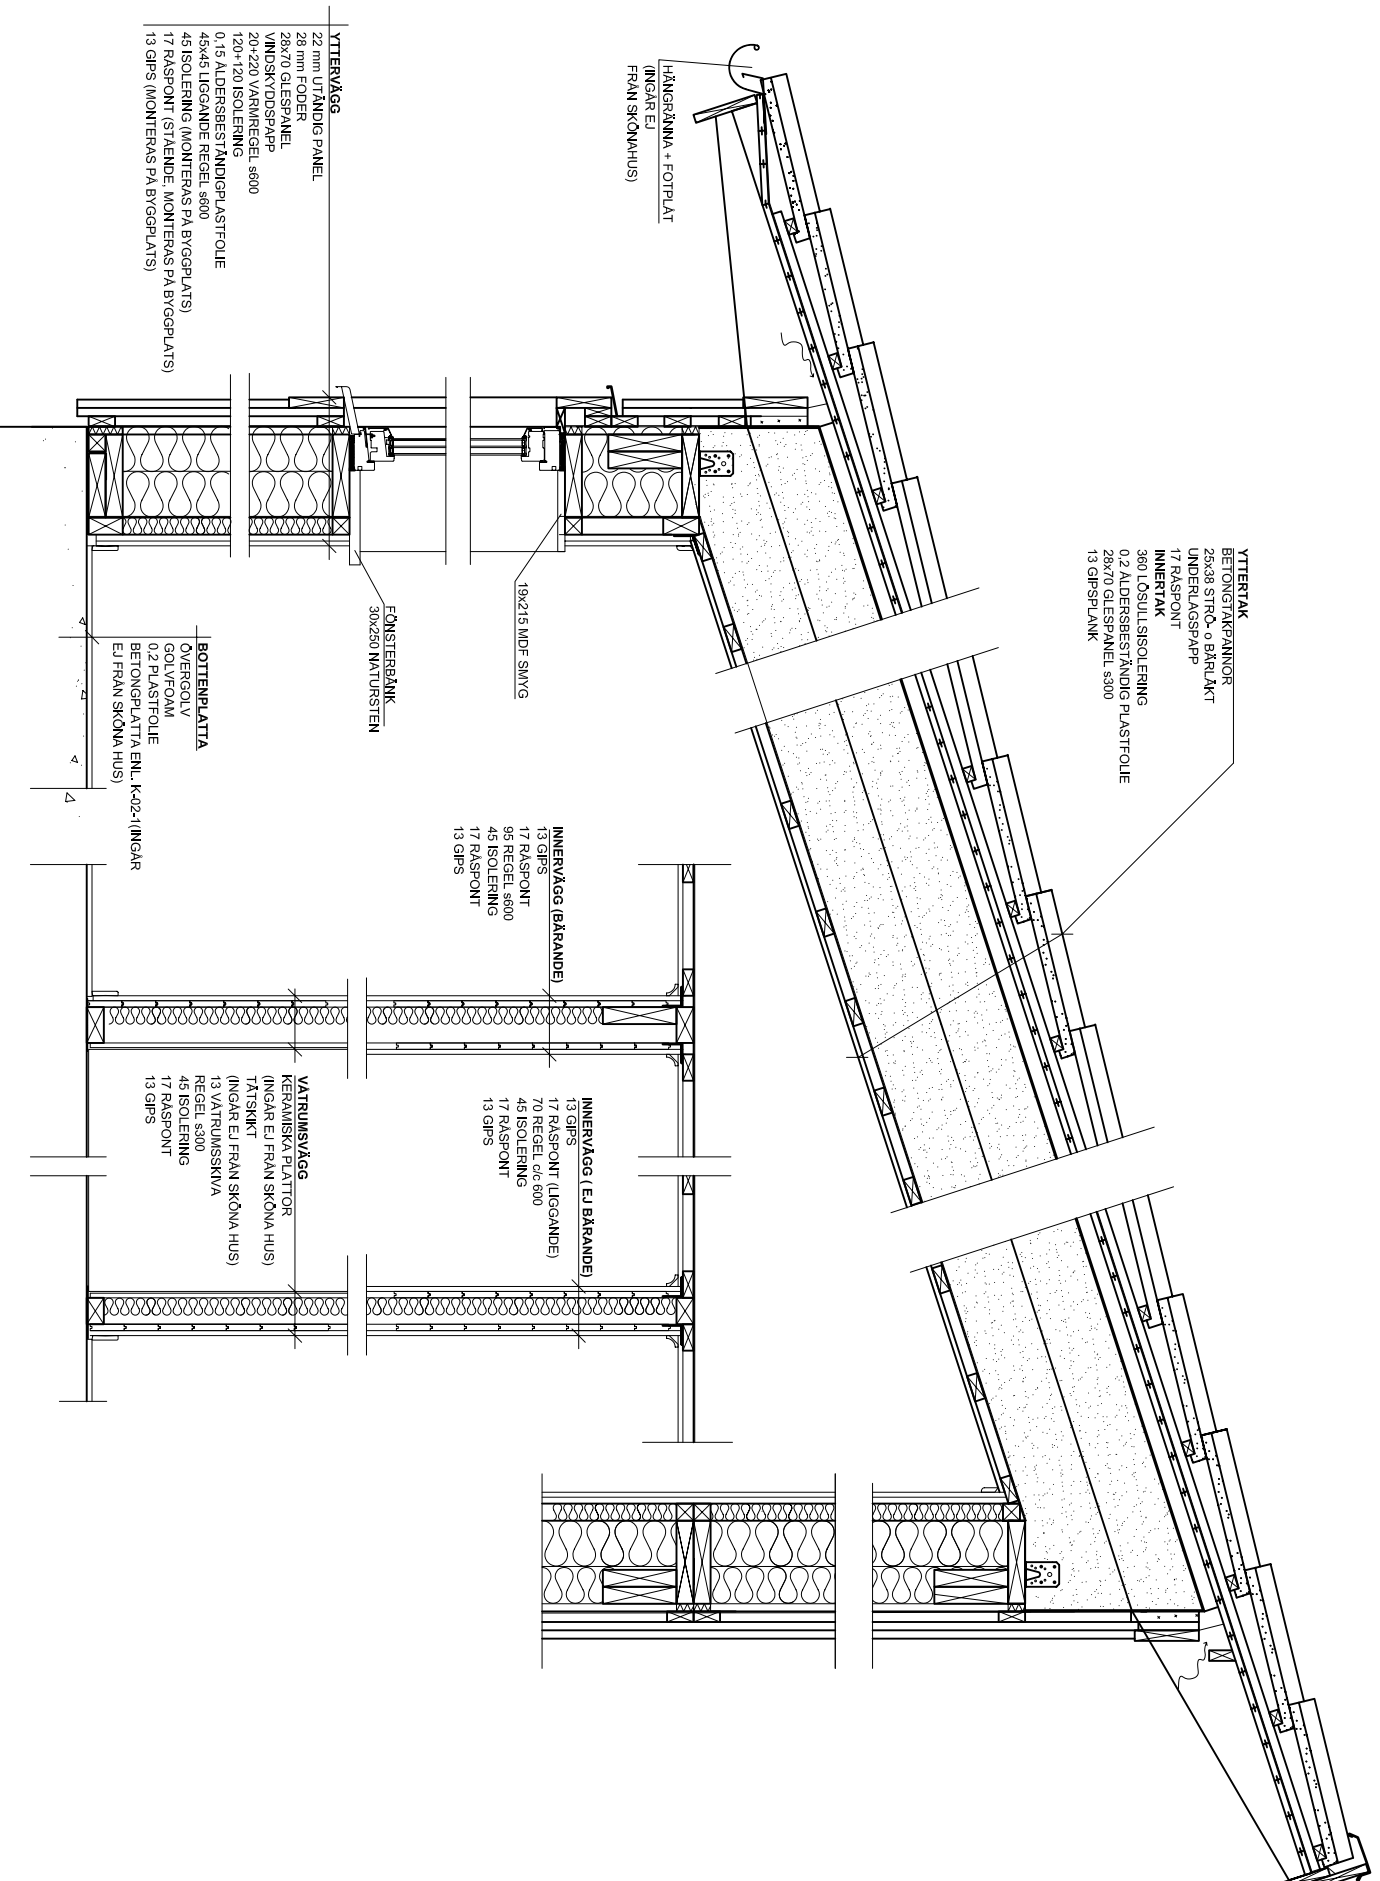 YTTERTAK
BETONGTAKPANNOR
25x38 STRÖ- o BÄRLÄKT
UNDERLAGSPAPP
17 RÅSPONT
INNERTAK
360 LÖSULLSISOLERING
0,2 ÅLDERSBESTÄNDIG PLASTFOLIE
28x70 GLESPANEL s300
13 GIPSPLANK
HÄNGRÄNNA + FOTPLÅT
(INGÅR EJ
FRÅN SKÖNAHUS)
YTTERVÄGG
22 mm UTÄNDIG PANEL
28 mm FODER
28x70 GLESPANEL
VINDSKYDDSPAPP
20+220 VARMREGEL s600
120+120 ISOLERING
0,15 ÅLDERSBESTÄNDIGPLASTFOLIE
45x45 LIGGANDE REGEL s600
45 ISOLERING (MONTERAS PÅ BYGGPLATS)
17 RÅSPONT (STÅENDE, MONTERAS PÅ BYGGPLATS)
13 GIPS (MONTERAS PÅ BYGGPLATS)
19x215 MDF SMYG
FÖNSTERBÄNK
30x250 NATURSTEN
BOTTENPLATTA
ÖVERGOLV
GOLVFOAM
0,2 PLASTFOLIE
BETONGPLATTA ENL. K-02-1(INGÅR
EJ FRÅN SKÖNA HUS)
INNERVÄGG (BÄRANDE)
13 GIPS
17 RÅSPONT
95 REGEL s600
45 ISOLERING
17 RÅSPONT
13 GIPS
INNERVÄGG ( EJ BÄRANDE)
13 GIPS
17 RÅSPONT (LIGGANDE)
70 REGEL c/c 600
45 ISOLERING
17 RÅSPONT
13 GIPS
VÅTRUMSVÄGG
KERAMISKA PLATTOR
(INGÅR EJ FRÅN SKÖNA HUS)
TÄTSKIKT
(INGÅR EJ FRÅN SKÖNA HUS)
13 VÅTRUMSSKIVA
REGEL s300
45 ISOLERING
17 RÅSPONT
13 GIPS